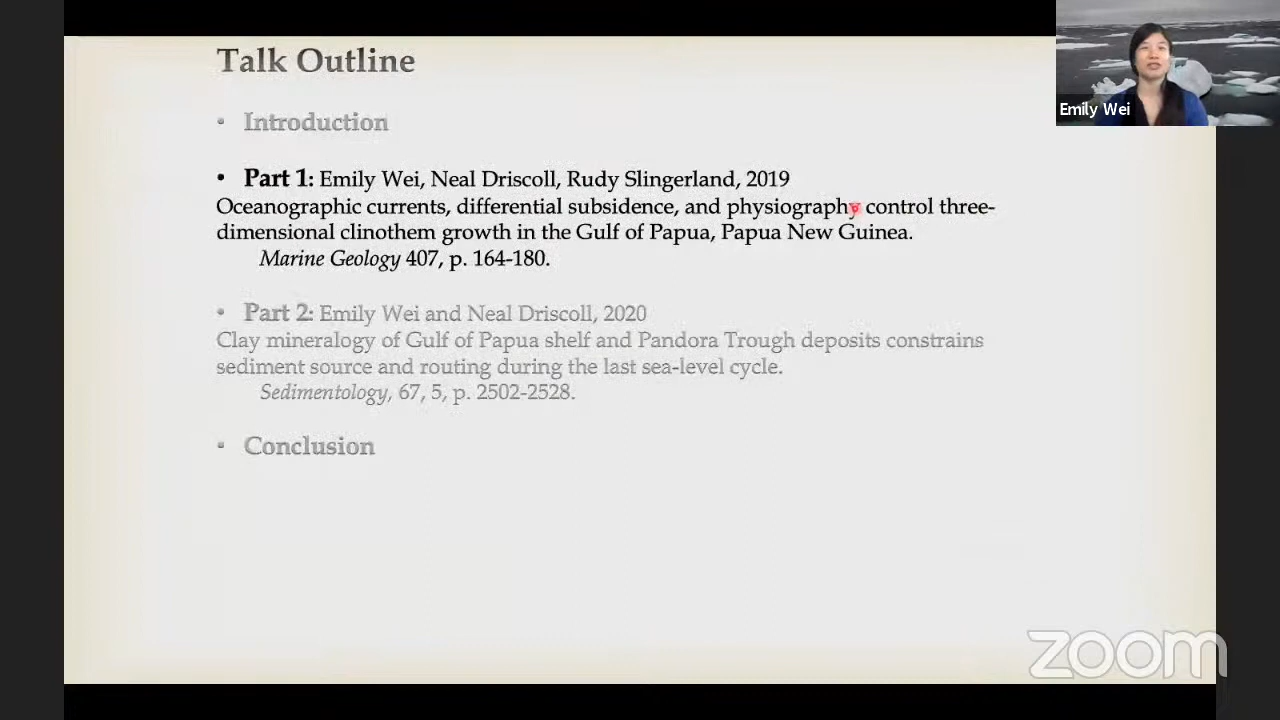 Talk Outline
• Introduction
• Part 1: Emily Wei, Neal Driscoll, Rudy Slingerland, 2019
Oceanographic currents, differential subsidence, and physiography control three-
dimensional clinothem growth in the Gulf of Papua, Papua New Guinea.
Marine Geology 407, p. 164-180.
• Part 2: Emily Wei and Neal Driscoll, 2020
Clay mineralogy of Gulf of Papua shelf and Pandora Trough deposits constrains
sediment source and routing during the last sea-level cycle.
Sedimentology, 67, 5, p. 2502-2528.
• Conclusion
Emily Wei
zoom